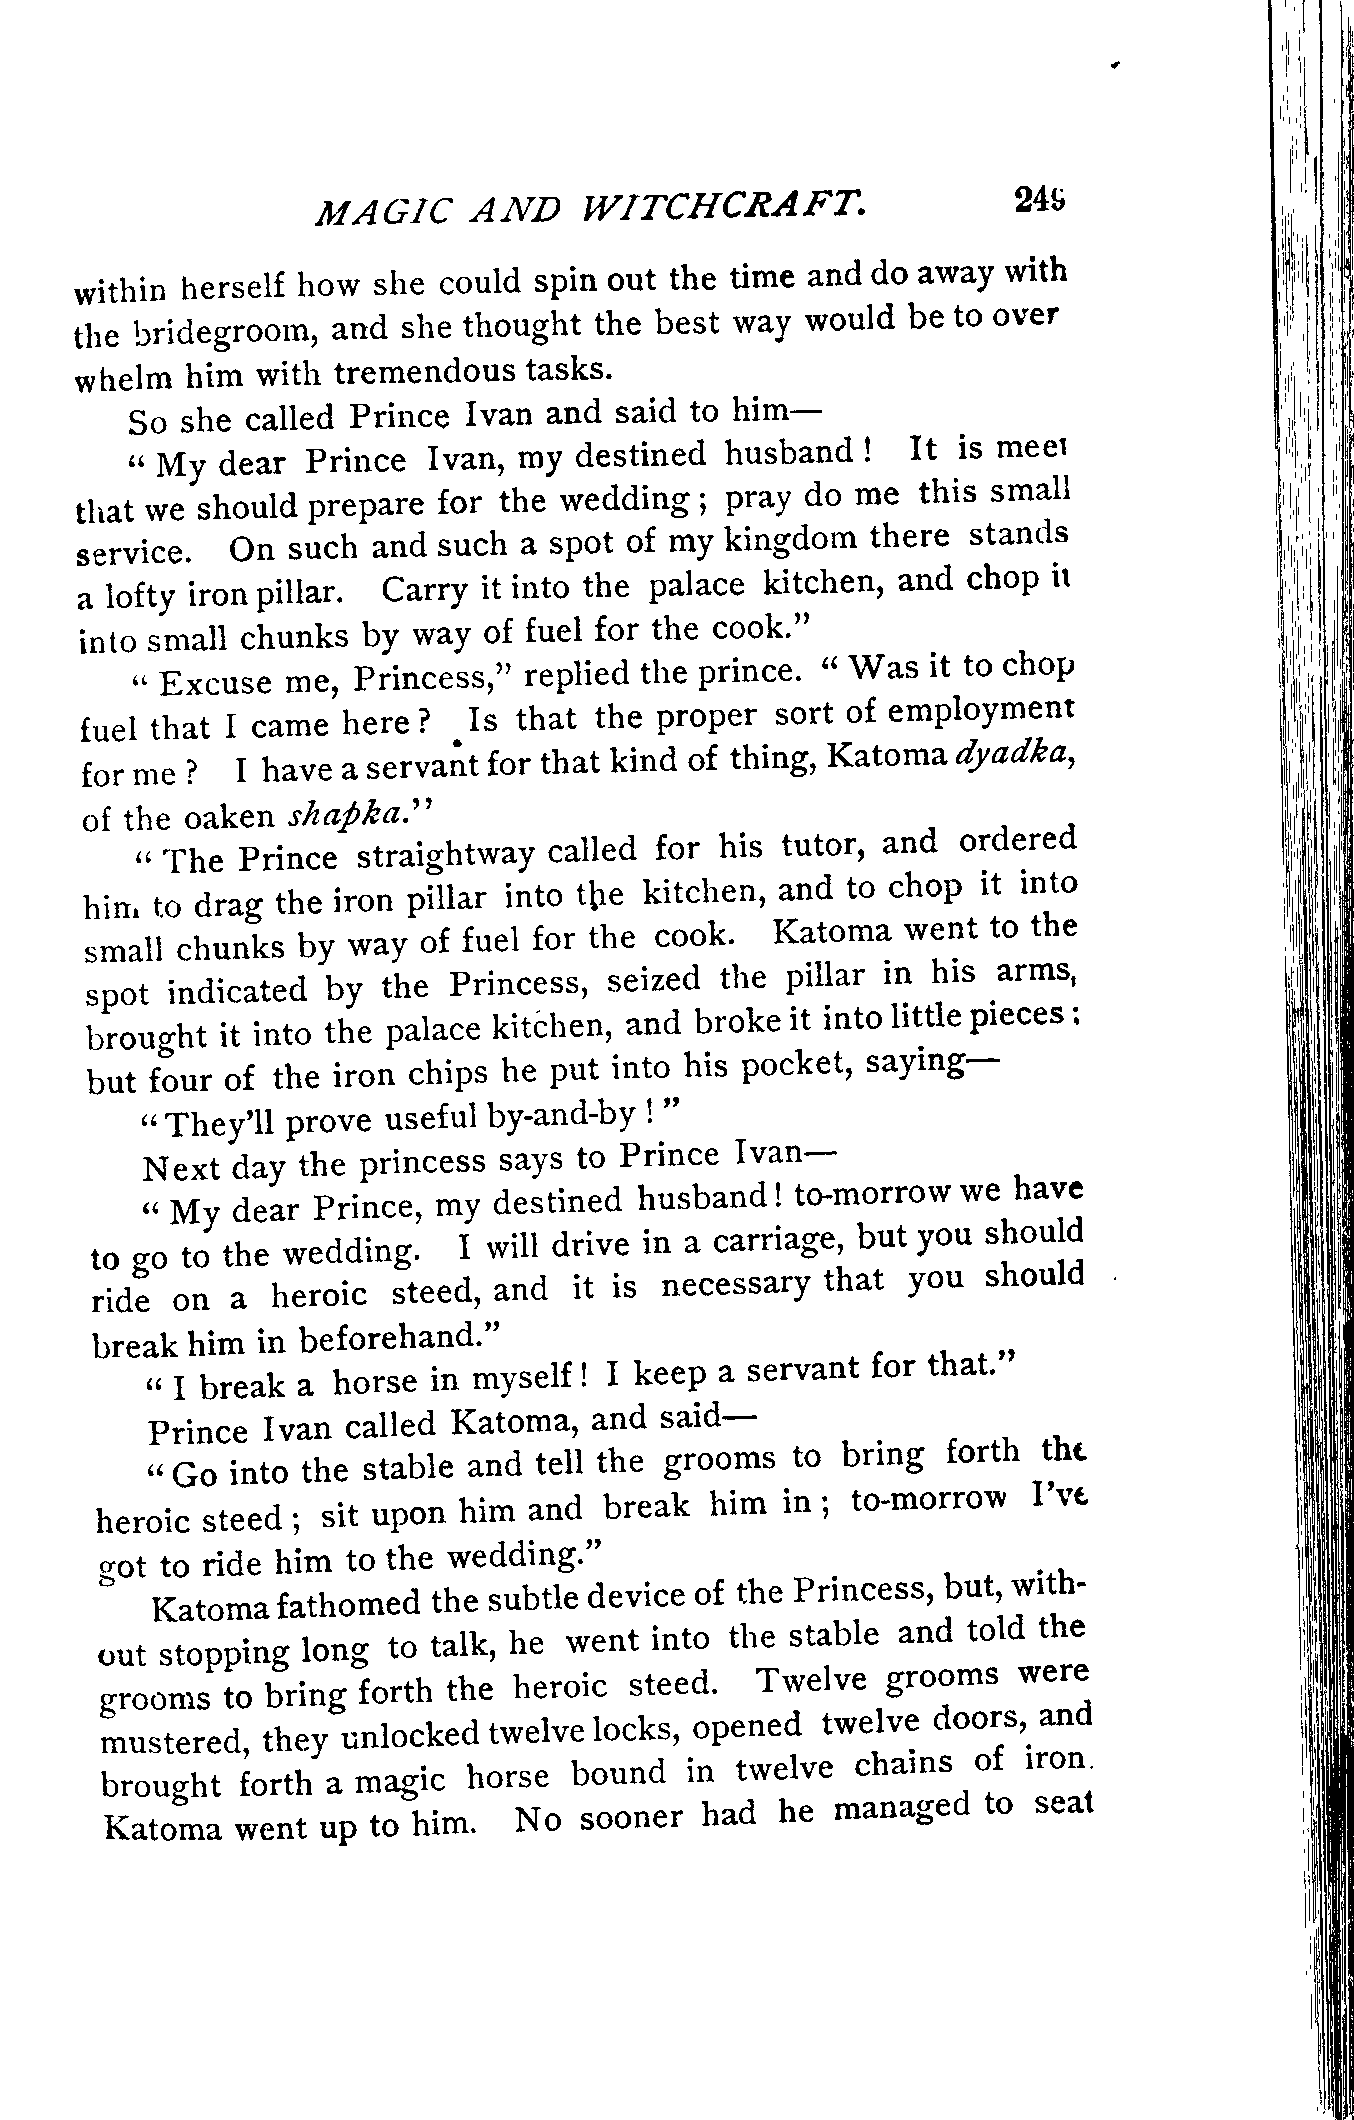 MAGIC AND WITCHCRAFT. 249
within herself how she could spin out the time and do away with
the bridegroom, and she thought the best way would be to over
whelm him with tremendous tasks.
So she called Prince Ivan and said to him—
“ My dear Prince Ivan, my destined husband ! It is meet
that we should prepare for the wedding ; pray do me this small
service. On such and such a spot of my kingdom there stands
a lofty iron pillar. Carry it into the palace kitchen, and chop it
into small chunks by way of fuel for the cook.”
“ Excuse me, Princess,” replied the prince. “ Was it to chop
fuel that I came here ? Is that the proper sort of employment
for me ? I have a servant for that kind of thing, Katoma dyadka,
of the oaken shapka.”
“ The Prince straightway called for his tutor, and ordered
him to drag the iron pillar into the kitchen, and to chop it into
small chunks by way of fuel for the cook. Katoma went to the
spot indicated by the Princess, seized the pillar in his arms,
brought it into the palace kitchen, and broke it into little pieces ;
but four of the iron chips he put into his pocket, saying—
“ They’ll prove useful by-and-by ! ”
Next day the princess says to Prince Ivan—
“ My dear Prince, my destined husband ! to-morrow we have
to go to the wedding. I will drive in a carriage, but you should
ride on a heroic steed, and it is necessary that you should
break him in beforehand.”
“ I break a horse in myself ! I keep a servant for that.”
Prince Ivan called Katoma, and said—
“ Go into the stable and tell the grooms to bring forth the
heroic steed ; sit upon him and break him in ; to-morrow I’ve
got to ride him to the wedding.”
Katoma fathomed the subtle device of the Princess, but, with-
out stopping long to talk, he went into the stable and told the
grooms to bring forth the heroic steed. Twelve grooms were
mustered, they unlocked twelve locks, opened twelve doors, and
brought forth a magic horse bound in twelve chains of iron.
Katoma went up to him. No sooner had he managed to seat